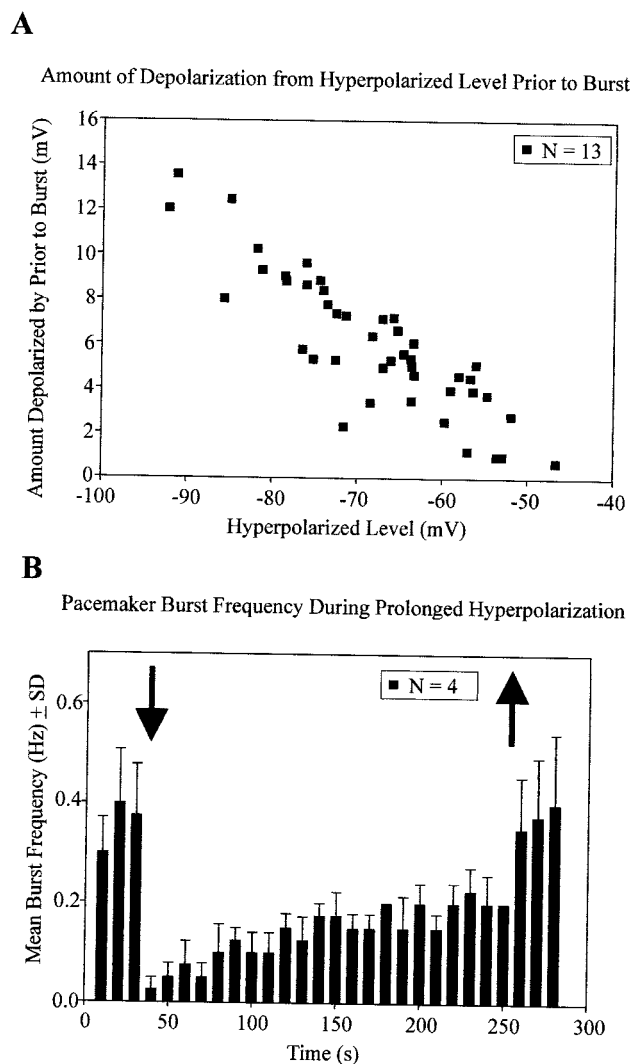 A
Amount of Depolarization from Hyperpolarized Level Prior to Burst
16
14
12
10
8
6
4
2
0
Amount Depolarized by Prior to Burst (mV)
N = 13
-100
-90
-80
-70
-60
-50
-40
Hyperpolarized Level (mV)
B
Pacemaker Burst Frequency During Prolonged Hyperpolarization
0.6
0.4
0.2
0.0
Mean Burst Frequency (Hz) ± SD
N = 4
0
50
100
150
200
250
300
Time (s)